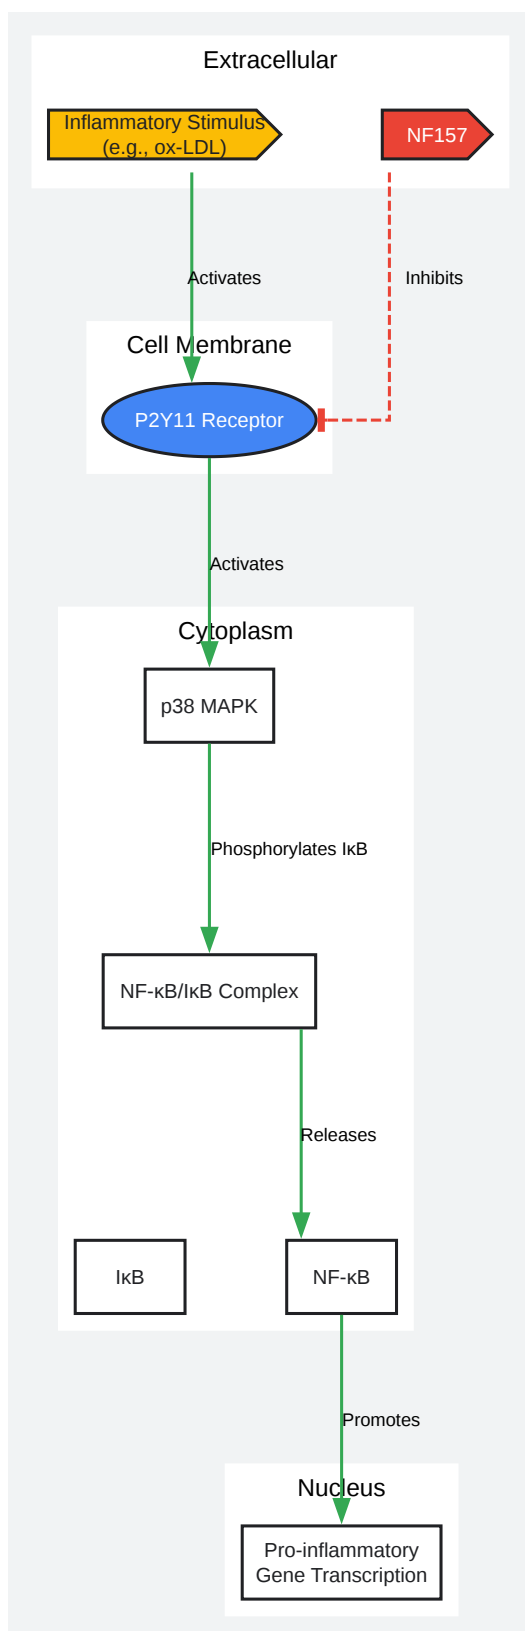 Extracellular
Inflammatory Stimulus
(e.g., ox-LDL)
NF157
Activates
Inhibits
Cell Membrane
P2Y11 Receptor
Activates
Cytoplasm
p38 MAPK
Phosphorylates IκB
NF-κB/IκB Complex
Releases
IκB
NF-κB
Promotes
Nucleus
Pro-inflammatory
Gene Transcription